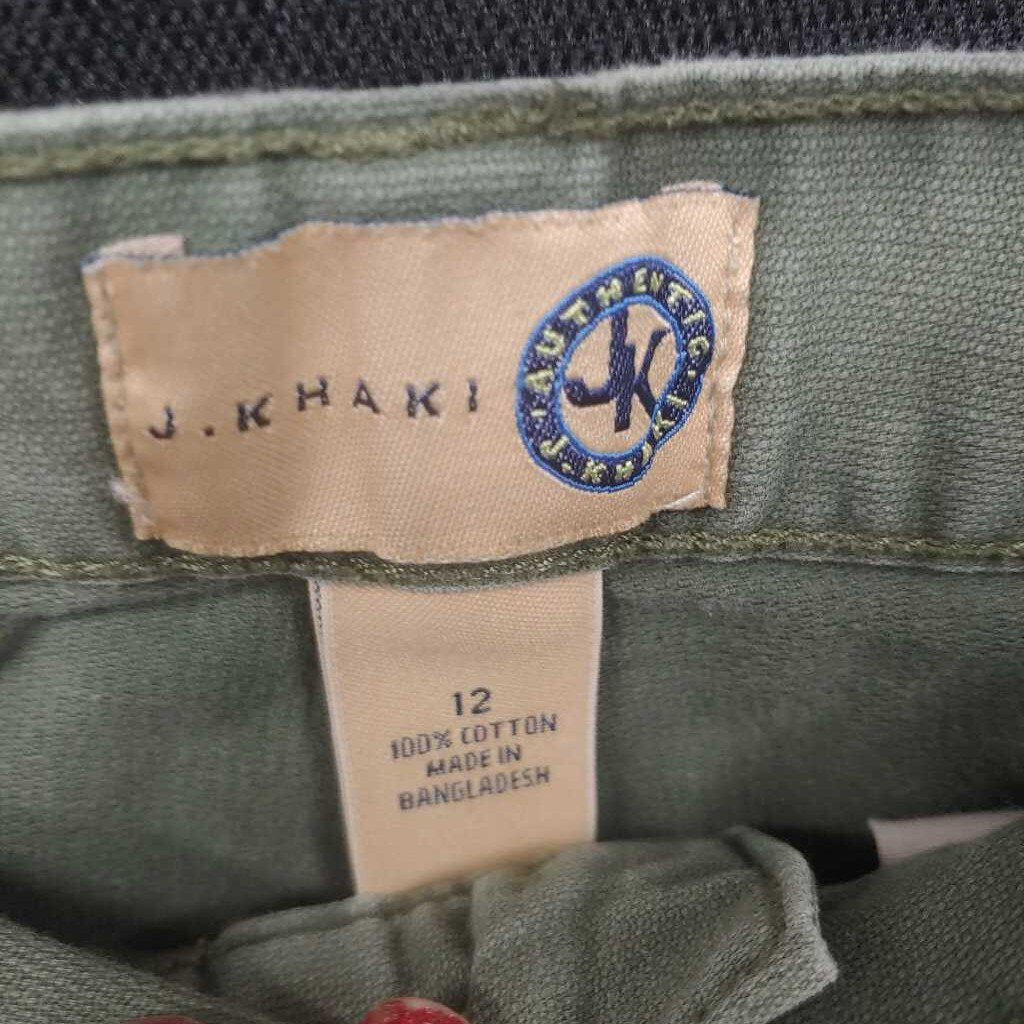 J.KHAKI
AUTHENTIC
JK
J.KHAKI
12
100% COTTON
MADE IN
BANGLADESH